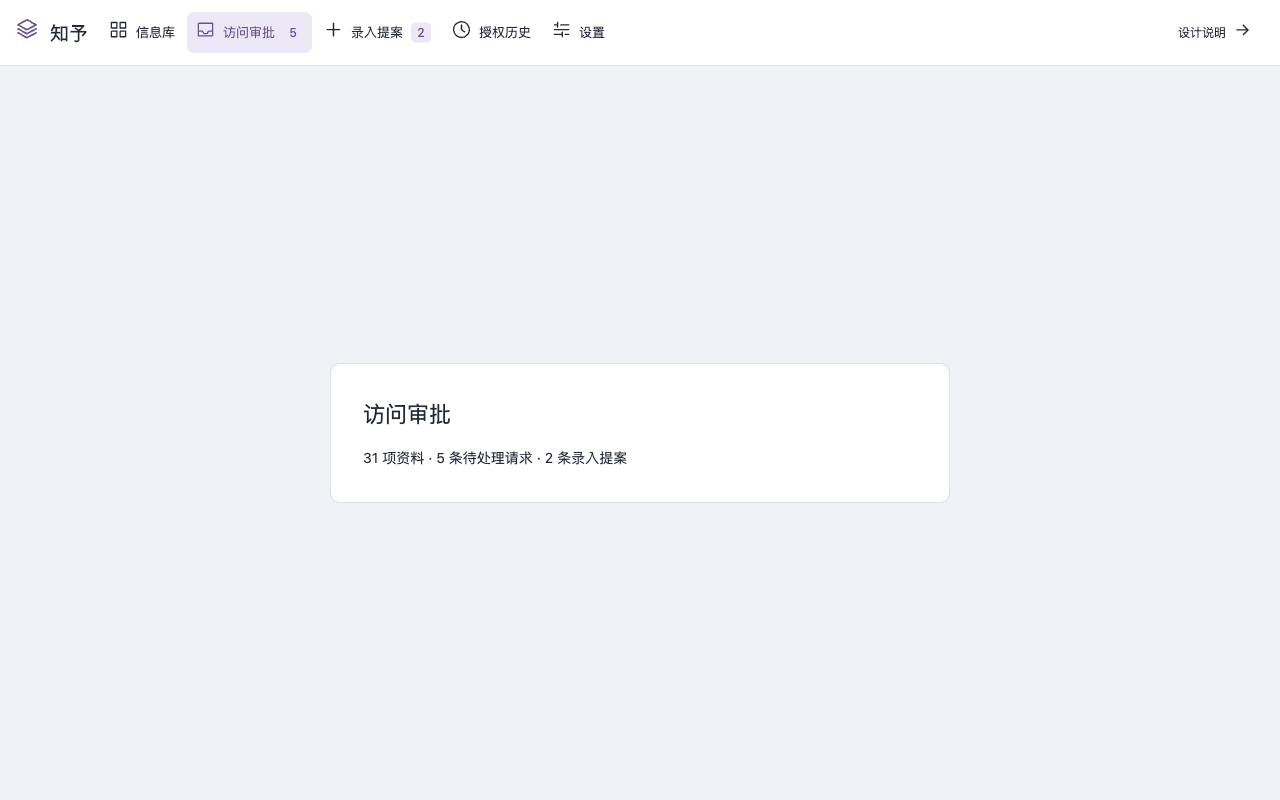 知予
信息库
访问审批 5
录入提案 2
授权历史
设置
设计说明
访问审批
31 项资料 · 5 条待处理请求 · 2 条录入提案